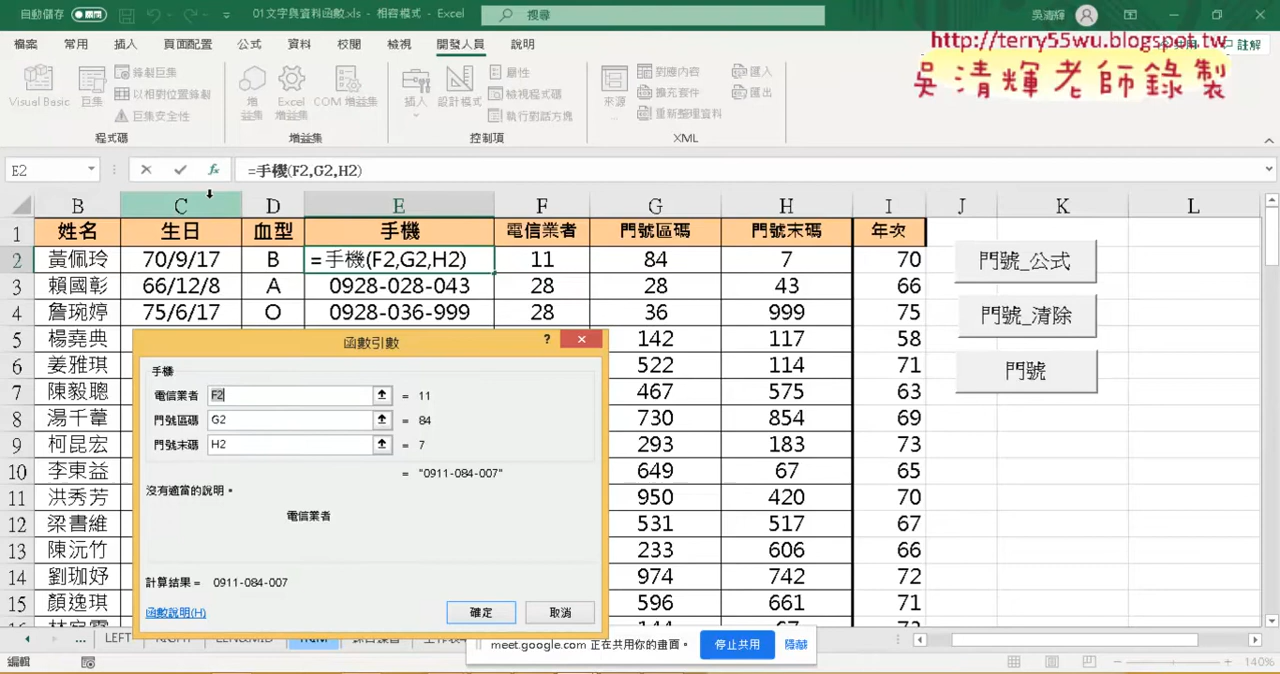 自動儲存
01文字與資料函數.xls - 相容模式 - Excel
搜尋
吳清輝
檔案 常用 插入 頁面配置 公式 資料 校閱 檢視 開發人員 說明
共用 註解
http://terry55wu.blogspot.tw
吳清輝老師錄製
Visual Basic 巨集 錄製巨集 以相對位置錄製 巨集安全性
增益集 Excel 增益集 COM 增益集
插入 設計模式 屬性 檢視程式碼 執行對話方塊
來源 對應內容 擴充套件 重新整理資料 匯入 匯出
程式碼 增益集 控制項 XML
E2 fx =手機(F2,G2,H2)
B C D E F G H I J K L
1 姓名 生日 血型 手機 電信業者 門號區碼 門號末碼 年次
2 黃佩玲 70/9/17 B =手機(F2,G2,H2) 11 84 7 70 門號_公式
3 賴國彰 66/12/8 A 0928-028-043 28 28 43 66
4 詹琬婷 75/6/17 O 0928-036-999 28 36 999 75 門號_清除
5 楊堯典 142 117 58
6 姜雅琪 522 114 71 門號
7 陳毅聰 467 575 63
8 湯千葦 730 854 69
9 柯昆宏 293 183 73
10 李東益 649 67 65
11 洪秀芳 950 420 70
12 梁書維 531 517 67
13 陳沅竹 233 606 66
14 劉珈妤 974 742 72
15 顏逸琪 596 661 71
函數引數 ?
手機
電信業者 F2 = 11
門號區碼 G2 = 84
門號末碼 H2 = 7
= "0911-084-007"
沒有適當的說明。
電信業者
計算結果 = 0911-084-007
函數說明(H) 確定 取消
... LEFT
meet.google.com 正在共用你的畫面。 停止共用 隱藏
編輯 140%